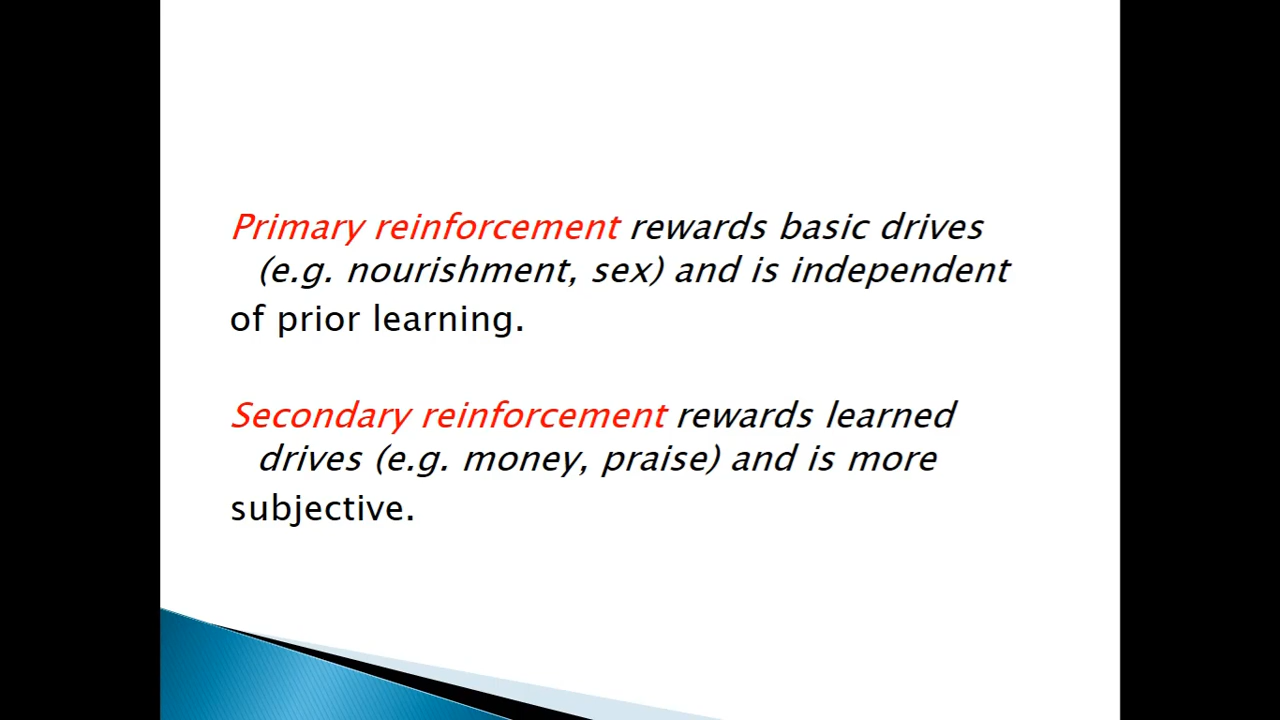 Primary reinforcement rewards basic drives
(e.g. nourishment, sex) and is independent
of prior learning.
Secondary reinforcement rewards learned
drives (e.g. money, praise) and is more
subjective.